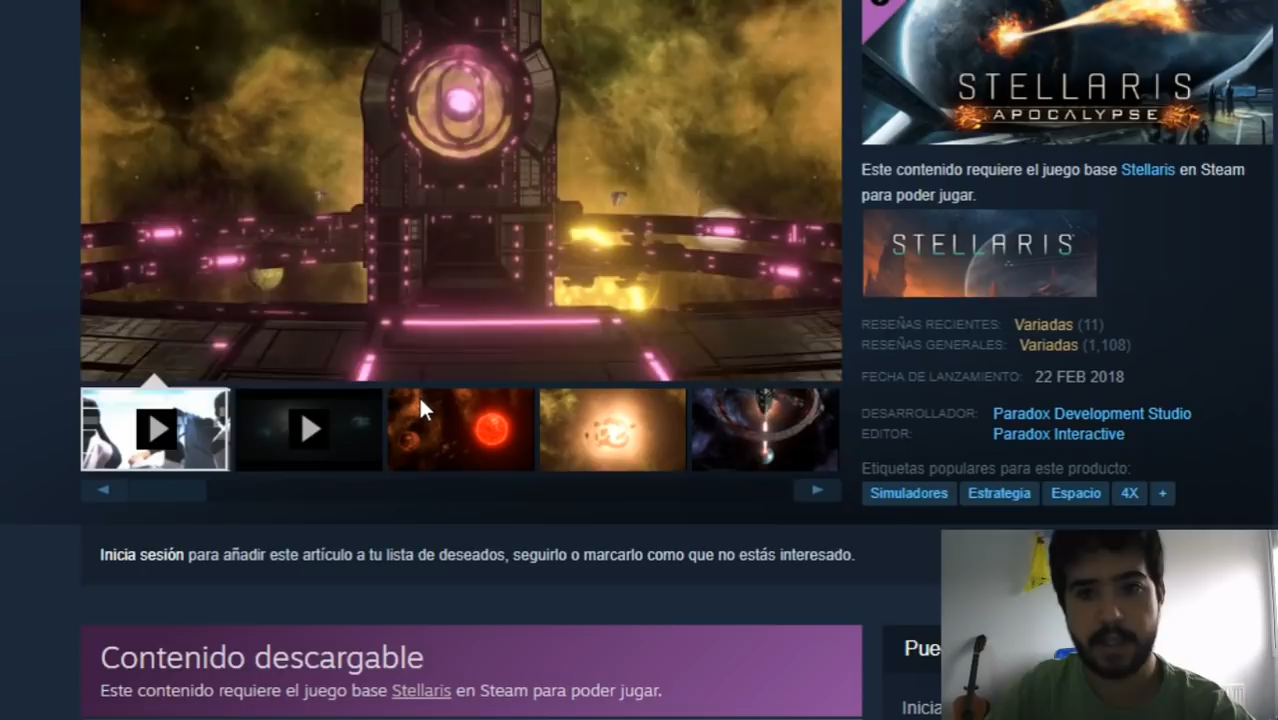 STELLARIS
APOCALYPSE
Este contenido requiere el juego base Stellaris en Steam
para poder jugar.
STELLARIS
RESEÑAS RECIENTES: Variadas (11)
RESEÑAS GENERALES: Variadas (1,108)
FECHA DE LANZAMIENTO: 22 FEB 2018
DESARROLLADOR: Paradox Development Studio
EDITOR: Paradox Interactive
Etiquetas populares para este producto:
Simuladores Estrategia Espacio 4X +
Inicia sesión para añadir este artículo a tu lista de deseados, seguirlo o marcarlo como que no estás interesado.
Contenido descargable
Este contenido requiere el juego base Stellaris en Steam para poder jugar.
Pue
Inicia